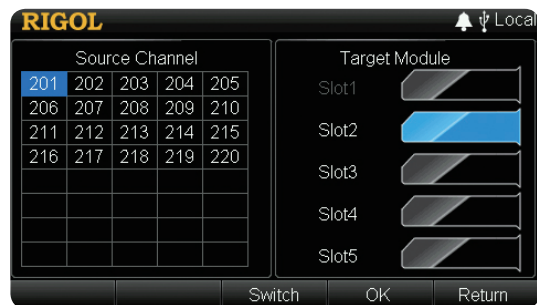 RIGOL Local
Source Channel
201 202 203 204 205
206 207 208 209 210
211 212 213 214 215
216 217 218 219 220
Target Module
Slot1
Slot2
Slot3
Slot4
Slot5
Switch OK Return